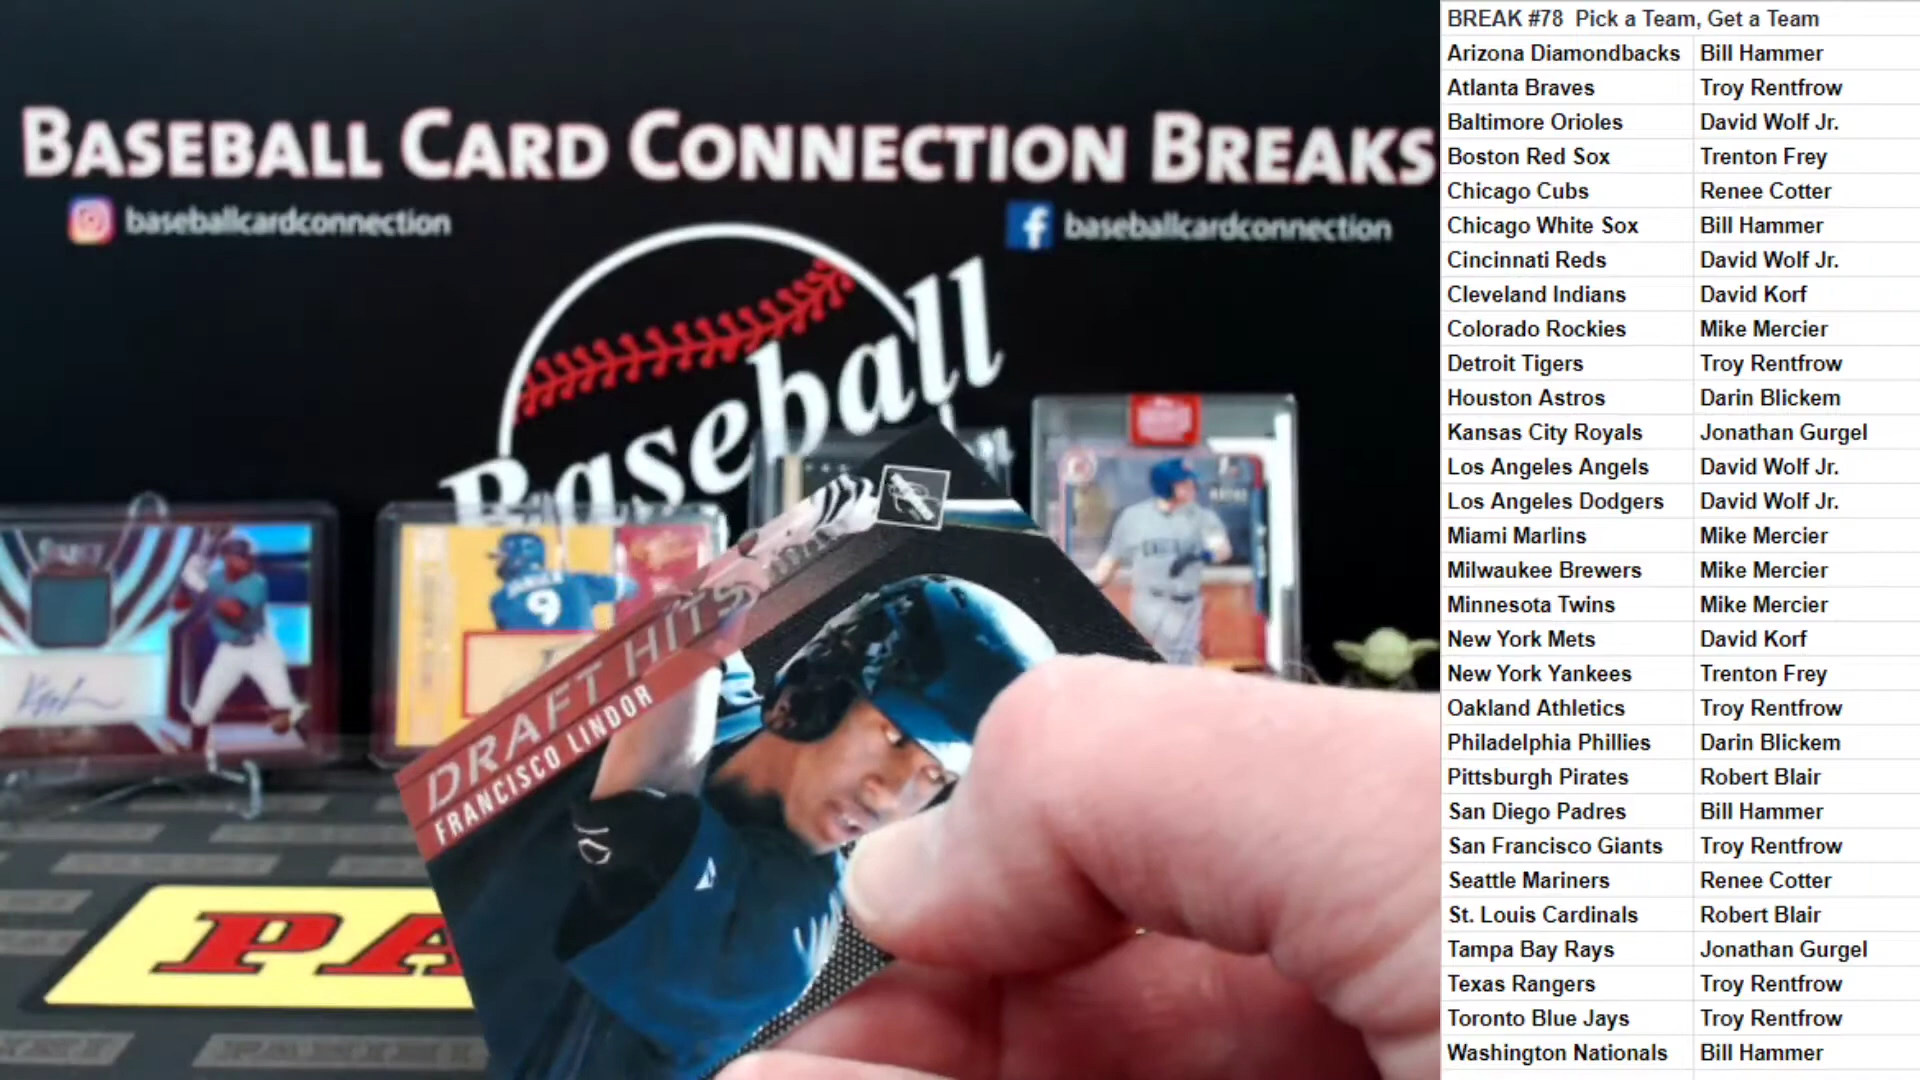 BASEBALL CARD CONNECTION BREAKS
baseballcardconnection
baseballcardconnection
Baseball
9
DRAFT HITS
FRANCISCO LINDOR
PA
BREAK #78 Pick a Team, Get a Team
Arizona Diamondbacks Bill Hammer
Atlanta Braves Troy Rentfrow
Baltimore Orioles David Wolf Jr.
Boston Red Sox Trenton Frey
Chicago Cubs Renee Cotter
Chicago White Sox Bill Hammer
Cincinnati Reds David Wolf Jr.
Cleveland Indians David Korf
Colorado Rockies Mike Mercier
Detroit Tigers Troy Rentfrow
Houston Astros Darin Blickem
Kansas City Royals Jonathan Gurgel
Los Angeles Angels David Wolf Jr.
Los Angeles Dodgers David Wolf Jr.
Miami Marlins Mike Mercier
Milwaukee Brewers Mike Mercier
Minnesota Twins Mike Mercier
New York Mets David Korf
New York Yankees Trenton Frey
Oakland Athletics Troy Rentfrow
Philadelphia Phillies Darin Blickem
Pittsburgh Pirates Robert Blair
San Diego Padres Bill Hammer
San Francisco Giants Troy Rentfrow
Seattle Mariners Renee Cotter
St. Louis Cardinals Robert Blair
Tampa Bay Rays Jonathan Gurgel
Texas Rangers Troy Rentfrow
Toronto Blue Jays Troy Rentfrow
Washington Nationals Bill Hammer